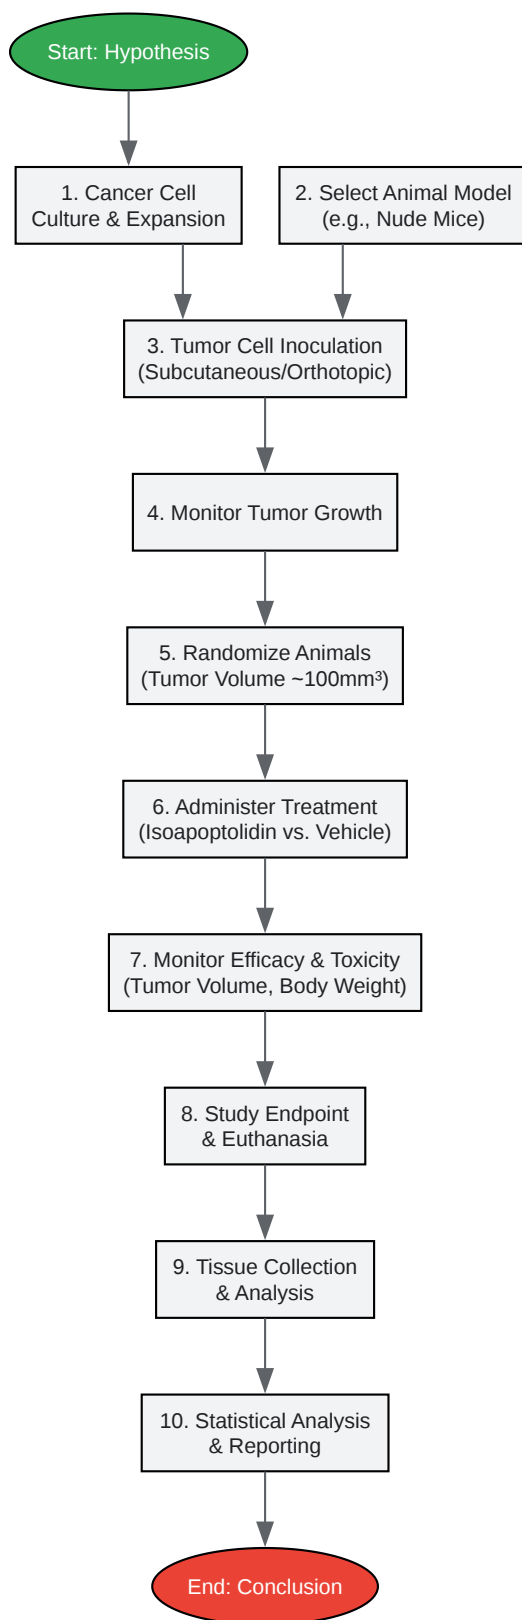 Start: Hypothesis
1. Cancer Cell
Culture & Expansion
2. Select Animal Model
(e.g., Nude Mice)
3. Tumor Cell Inoculation
(Subcutaneous/Orthotopic)
4. Monitor Tumor Growth
5. Randomize Animals
(Tumor Volume ~100mm³)
6. Administer Treatment
(Isoapoptolidin vs. Vehicle)
7. Monitor Efficacy & Toxicity
(Tumor Volume, Body Weight)
8. Study Endpoint
& Euthanasia
9. Tissue Collection
& Analysis
10. Statistical Analysis
& Reporting
End: Conclusion